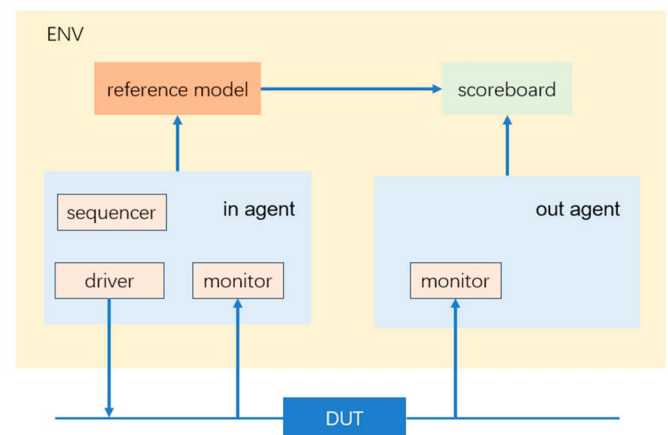 ENV
reference model
scoreboard
sequencer
in agent
out agent
driver
monitor
monitor
DUT